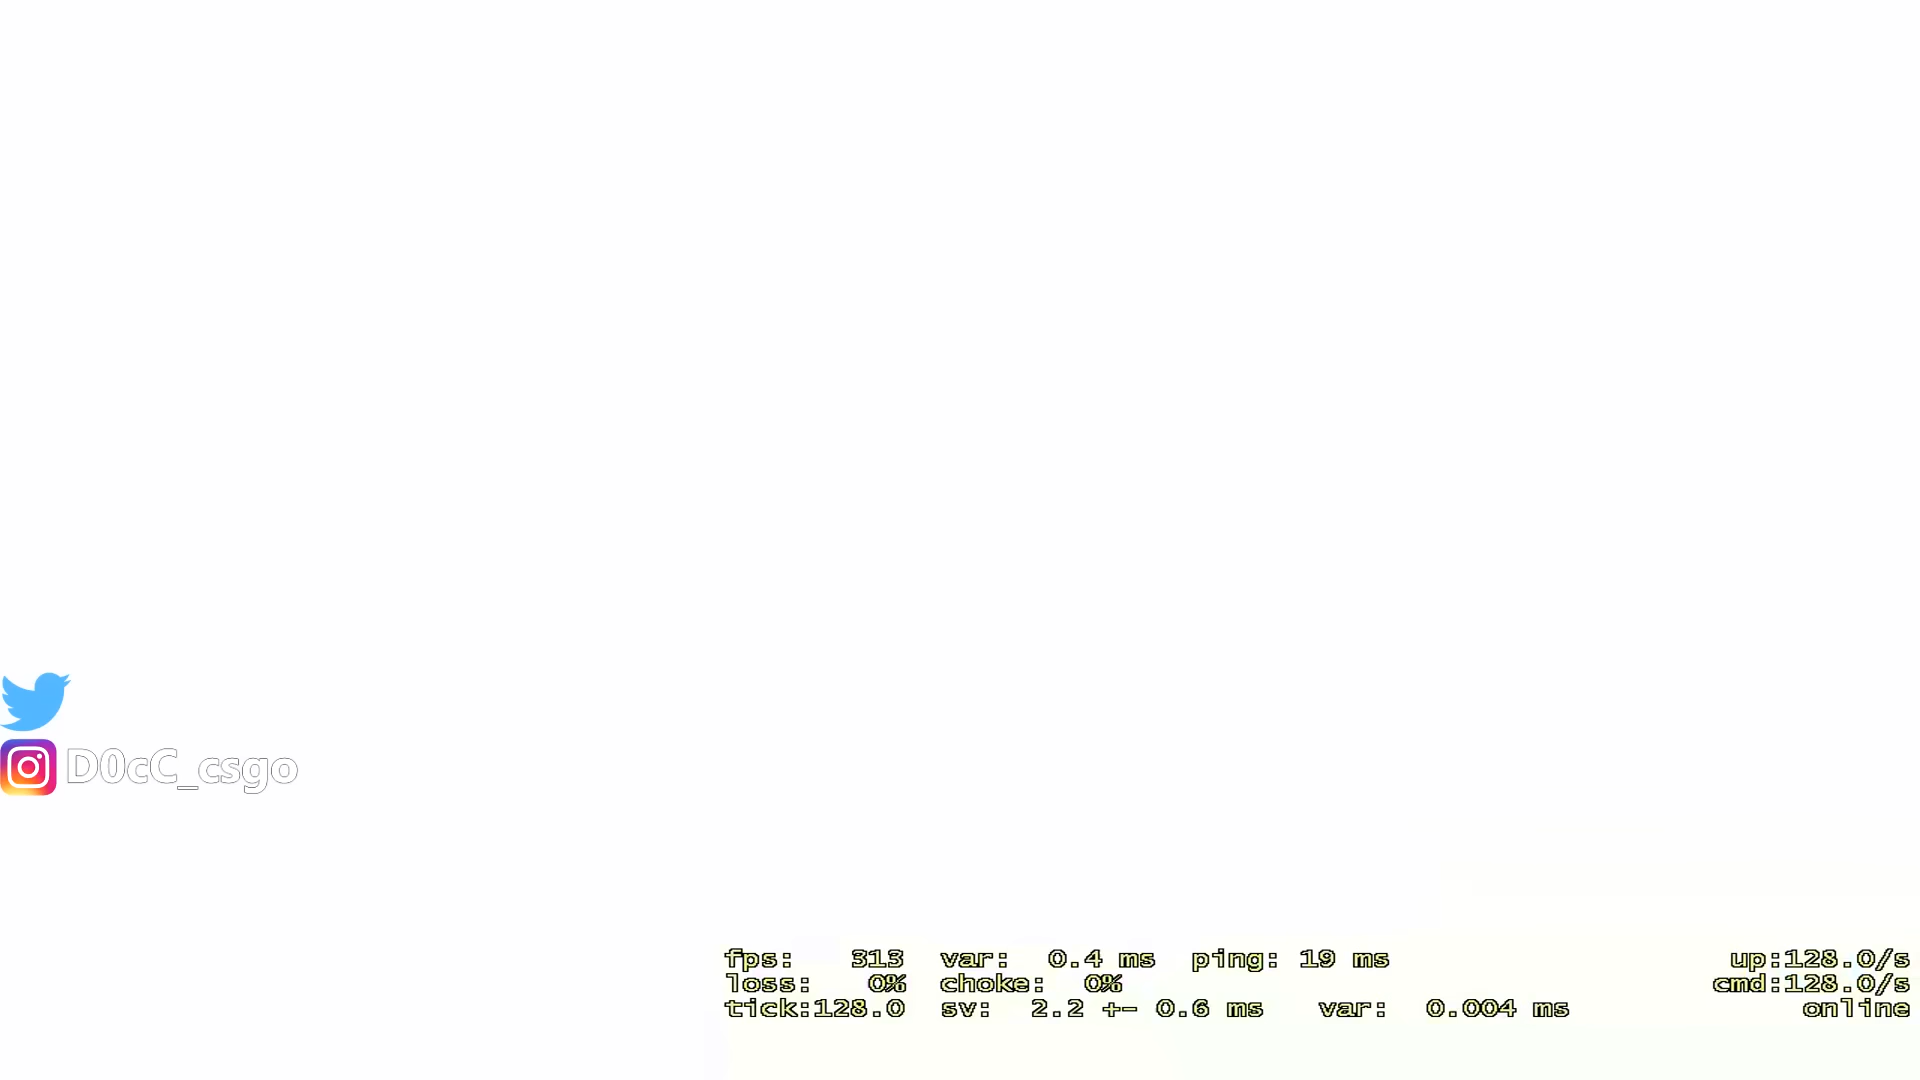 D0cC_csgo
fps: 313 var: 0.4 ms ping: 19 ms up:128.0/s
loss: 0% choke: 0% cmd:128.0/s
tick:128.0 sv: 2.2 +- 0.6 ms var: 0.004 ms online